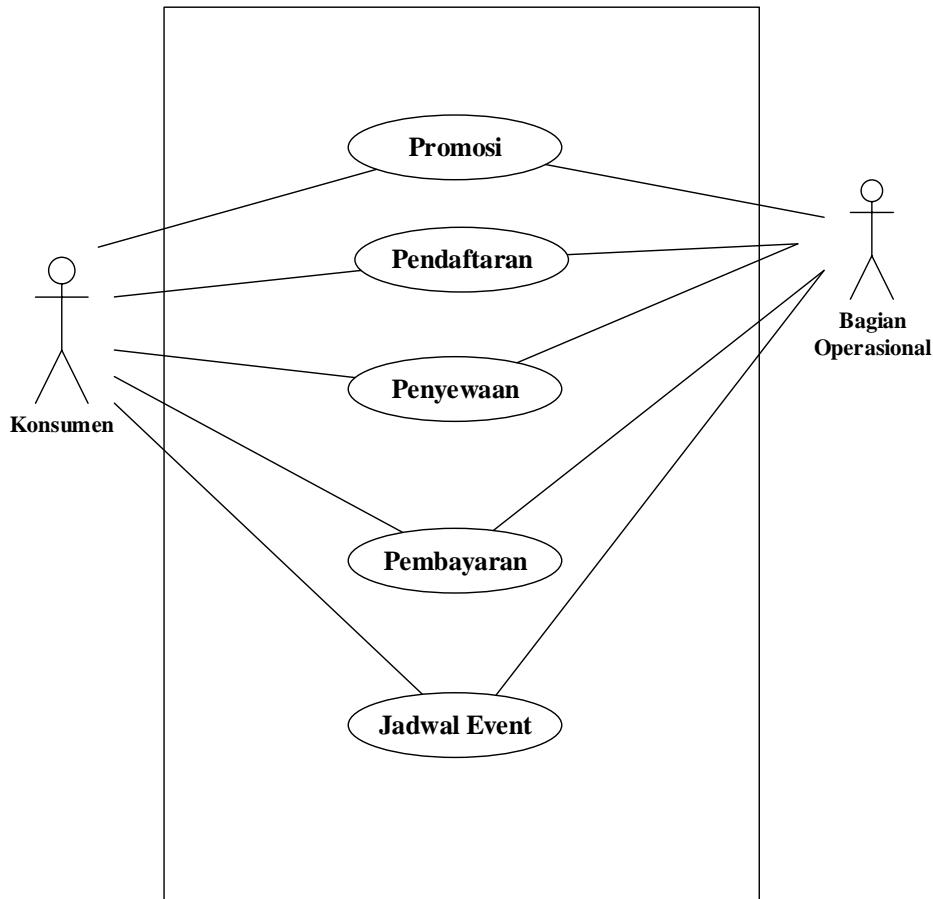 Promosi
Pendaftaran
Penyewaan
Pembayaran
Jadwal Event
Konsumen
Bagian
Operasional